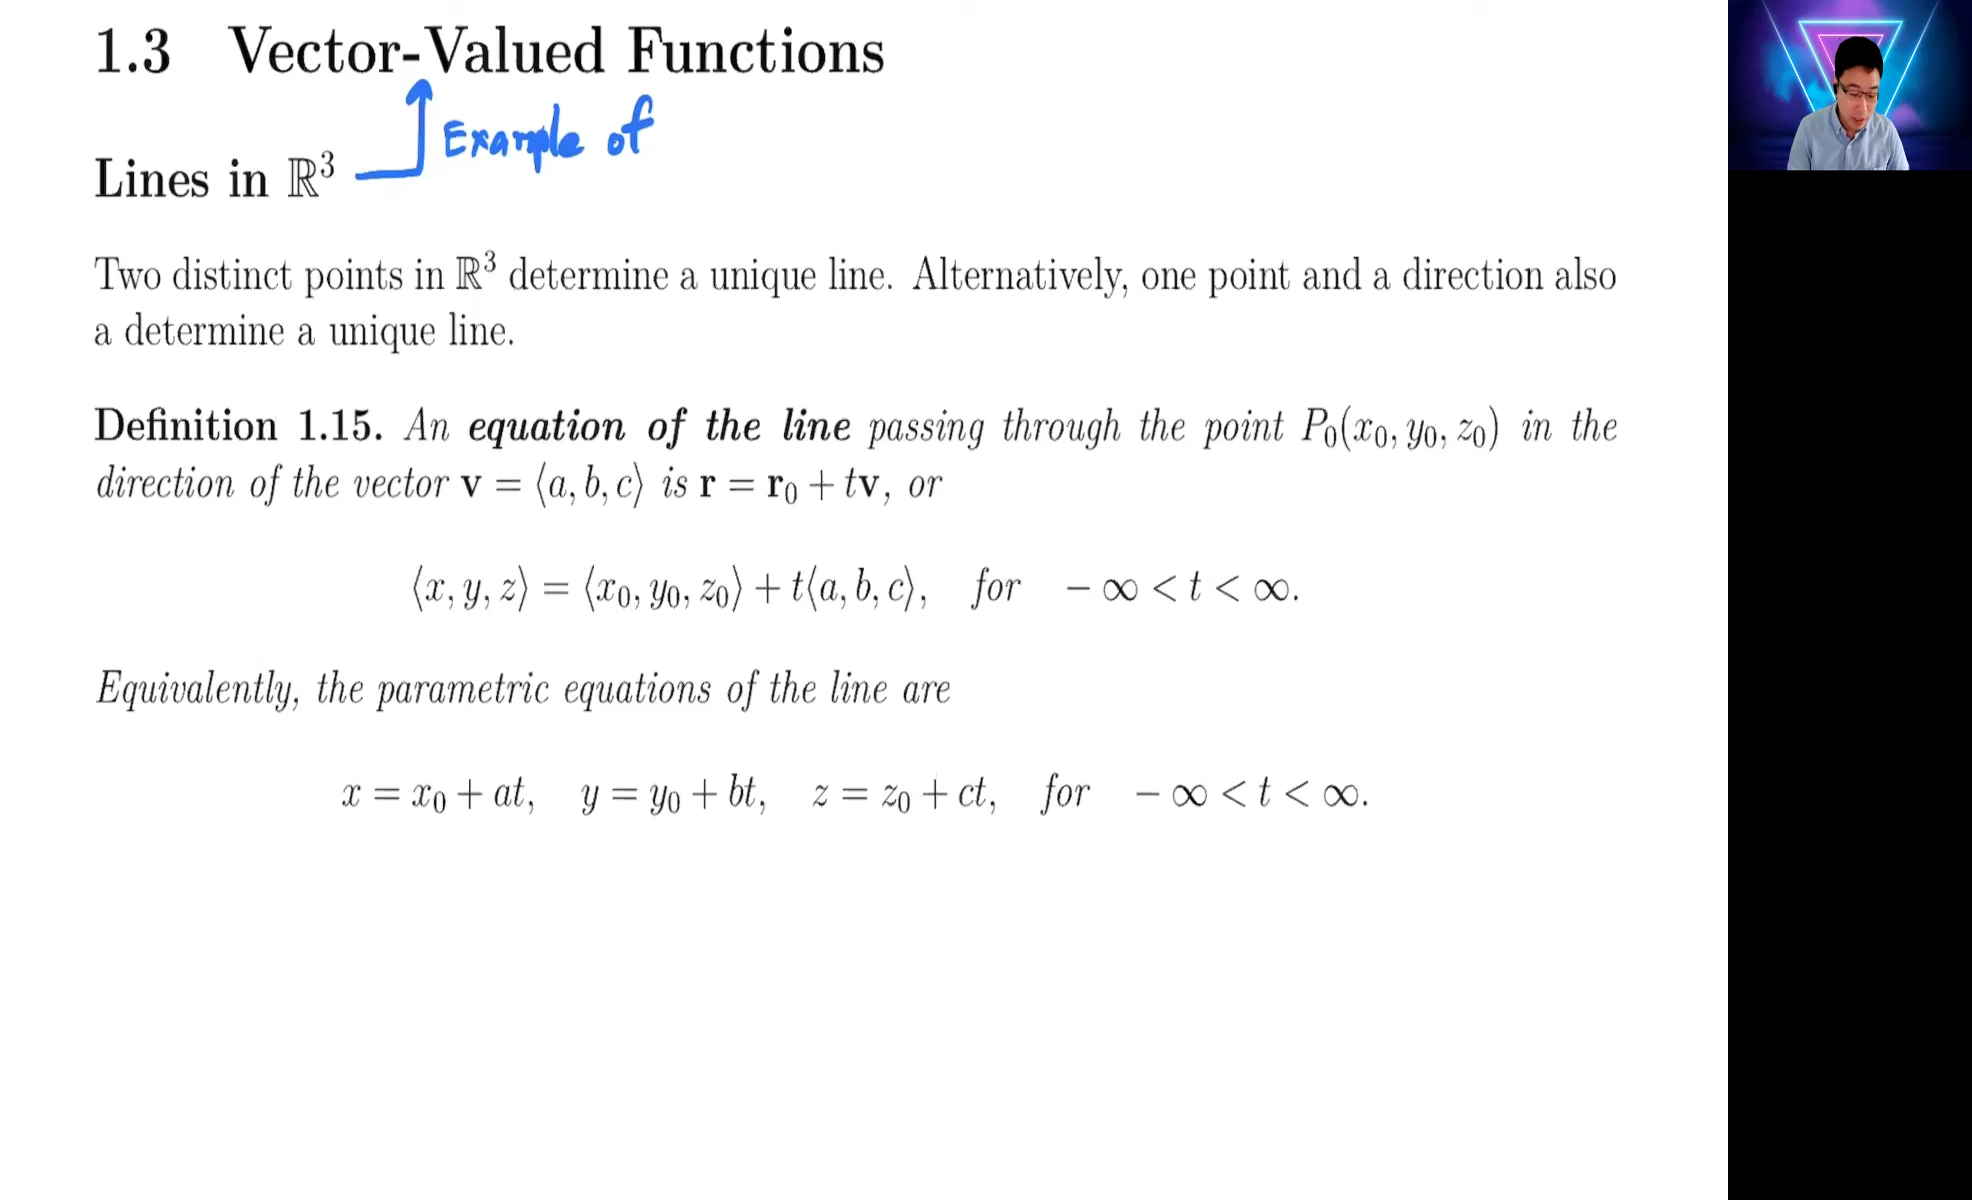 1.3 Vector-Valued Functions
Example of
Lines in ℝ³
Two distinct points in ℝ³ determine a unique line. Alternatively, one point and a direction also
a determine a unique line.
Definition 1.15. An equation of the line passing through the point P₀(x₀, y₀, z₀) in the
direction of the vector v = ⟨a, b, c⟩ is r = r₀ + tv, or
⟨x, y, z⟩ = ⟨x₀, y₀, z₀⟩ + t⟨a, b, c⟩, for − ∞ < t < ∞.
Equivalently, the parametric equations of the line are
x = x₀ + at, y = y₀ + bt, z = z₀ + ct, for − ∞ < t < ∞.